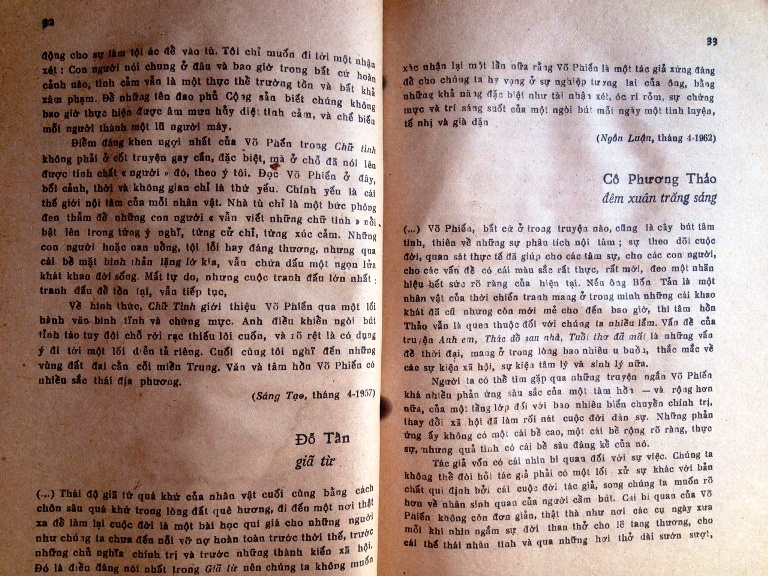 32
động cho sự làm tội ác để vào tù. Tôi chỉ muốn đi tới một nhận
xét : Con người nói chung ở đâu và bao giờ trong bất cứ hoàn
cảnh nào, tình cảm vẫn là một thực thể trường tồn và bất khả
xâm phạm. Để những tên đao phủ Cộng sản biết chúng không
bao giờ thực hiện được âm mưu hủy diệt tình cảm, và chế biến
mỗi người thành một lũ người máy.
Điểm đáng khen ngợi nhất của Võ Phiến trong Chữ tình
không phải ở cốt truyện gay cấn, đặc biệt, mà ở chỗ đã nói lên
được tính chất « người » đó, theo ý tôi. Đọc Võ Phiến ở đây,
bối cảnh, thời và không gian chỉ là thứ yếu. Chính yếu là cái
thế giới nội tâm của mỗi nhân vật. Nhà tù chỉ là một bức phông
đen thẫm để những con người « vẫn viết những chữ tình » nổi
bật lên trong từng ý nghĩ, từng cử chỉ, từng xúc cảm. Những
con người hoặc oan uổng, tội lỗi hay đáng thương, nhưng qua
cái bề mặt bình thản lặng lờ kia, vẫn chứa dấu một ngọn lửa
khát khao đời sống. Mất tự do, nhưng cuộc tranh đấu lớn nhất :
tranh đấu để tồn tại, vẫn tiếp tục,
Về hình thức, Chữ Tình giới thiệu Võ Phiến qua một lối
hành văn bình tĩnh và chững mực. Anh điều khiển ngòi bút
tỉnh táo tuy đội chỗ rời rạc thiếu lôi cuốn, và rõ rệt là có dụng
ý đi tới một lối diễn tả riêng. Cuối cùng tôi nghĩ đến những
vùng đất đai cằn cỗi miền Trung. Văn và tâm hồn Võ Phiến có
nhiều sắc thái địa phương.
(Sáng Tạo, tháng 4-1957)
Đỗ Tấn
giã từ
(...) Thái độ giã từ quá khứ của nhân vật cuối cùng bằng cách
chôn sâu quá khứ trong lòng đất quê hương, đi đến một nơi thật
xa để làm lại cuộc đời là một bài học quí giá cho những người
như chúng ta chưa đến nỗi vỡ nợ hoàn toàn trước thời thế, trước
những chủ nghĩa chính trị và trước những thành kiến xã hội.
Đó là điều đáng nói nhất trong Giã từ nên chúng ta không muốn
33
xác nhận lại một lần nữa rằng Võ Phiến là một tác giả xứng đáng
để cho chúng ta hy vọng ở sự nghiệp tương lai của ông, bằng
những khả năng đặc biệt như tài nhận xét, óc rí rỏm, sự chừng
mực và trí sáng suốt của một ngòi bút mỗi ngày một tinh luyện,
tế nhị và già dặn
(Ngôn Luận, tháng 4-1962)
Cô Phương Thảo
đêm xuân trăng sáng
(...) Võ Phiến, bất cứ ở trong truyện nào, cũng là cây bút tâm
tình, thiên về những sự phân tích nội tâm ; sự theo dõi cuộc
đời, quan sát thực tế đã giúp cho các tâm sự, cho các con người,
cho các vấn đề có cái màu sắc rất thực, rất mới, đeo một nhãn
hiệu hết sức rõ ràng của hiện tại. Nếu ông Bốn Tản là một
nhân vật của thời chiến tranh mang ở trong mình những cái khao
khát đã cũ nhưng còn mới mẻ cho đến bao giờ, thì tâm hồn
Thảo vẫn là quen thuộc đối với chúng ta nhiều lắm. Vấn đề của
truyện Anh em, Thác đổ sau nhà, Tuổi thơ đã mất là những vấn
đề thời đại, mang ở trong lòng bao nhiêu u buồn, thắc mắc về
các sự kiện xã hội, sự kiện tâm lý và sinh lý nữa.
Người ta có thể tìm gặp qua những truyện ngắn Võ Phiến
khá nhiều phản ứng sâu sắc của một tâm hồn — và rộng hơn
nữa, của một tầng lớp đối với bao nhiêu biến chuyển chính trị,
thay đổi xã hội đã làm rối nát cuộc đời dân sự. Những phản
ứng ấy không có một cái bề cao, một cái bề rộng rõ ràng, thực
sự, nhưng quả tình có cái bề sâu đáng kể của nó.
Tác giả vốn có cái nhìn bi quan đối với sự việc. Chúng ta
không thể đòi hỏi tác giả phải có một lối xử sự khác với bản
chất qui định bởi cái cuộc đời tác giả, song chúng ta muốn rõ
hơn về nhân sinh quan của người cầm bút. Cái bi quan của Võ
Phiến không còn đơn giản, thật thà như nơi các cụ ngày xưa
mỗi khi nhìn ngắm sự đời than thở cho lẽ tang thương, cho
cái thế thái nhân tình và qua những hơi thở dài sườn sượt,